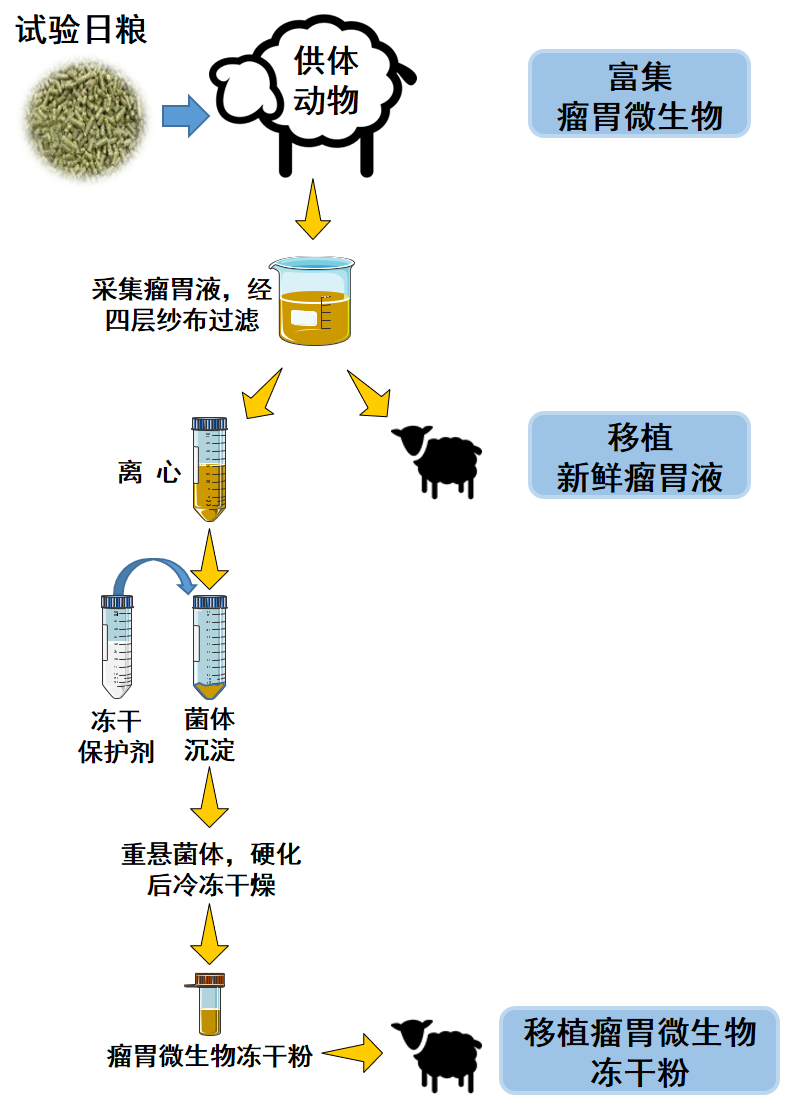 试验日粮
供体
动物
富集
瘤胃微生物
采集瘤胃液，经
四层纱布过滤
离 心
移植
新鲜瘤胃液
冻干
保护剂
菌体
沉淀
重悬菌体，硬化
后冷冻干燥
瘤胃微生物冻干粉
移植瘤胃微生物
冻干粉